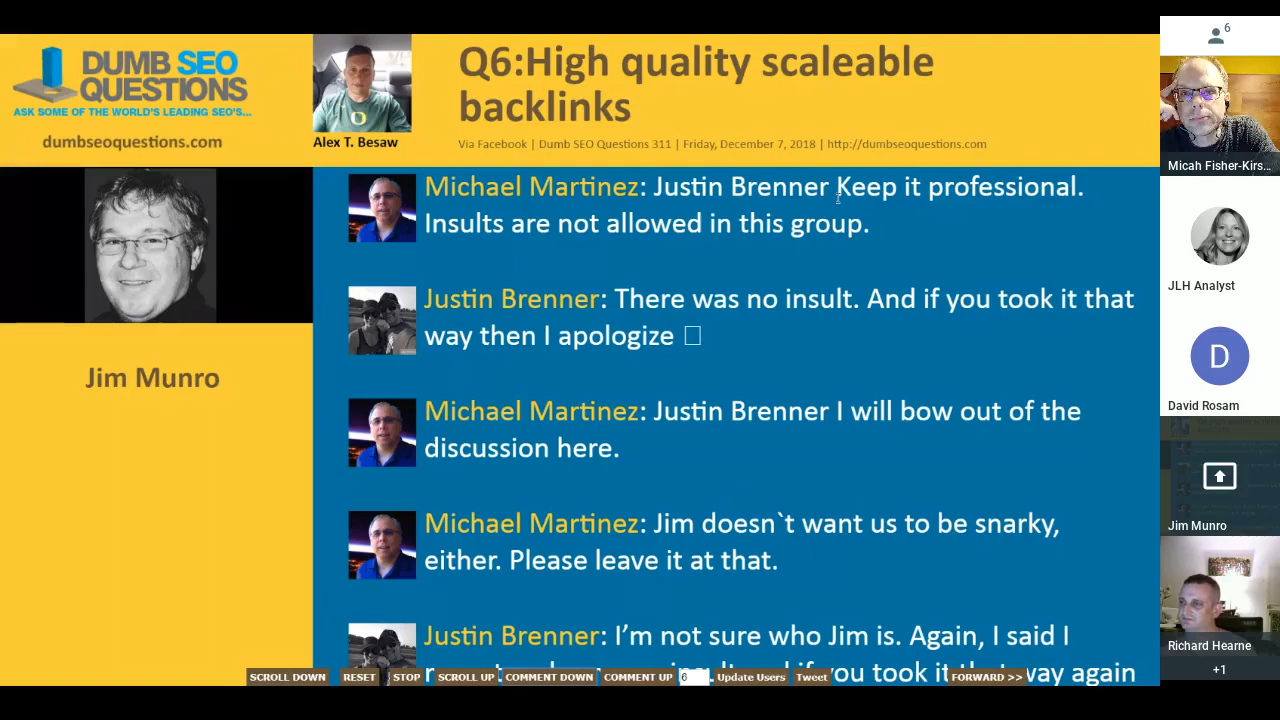 DUMB SEO
QUESTIONS
ASK SOME OF THE WORLD'S LEADING SEO'S...
dumbseoquestions.com
Alex T. Besaw
Q6:High quality scaleable
backlinks
Via Facebook | Dumb SEO Questions 311 | Friday, December 7, 2018 | http://dumbseoquestions.com
Jim Munro
Michael Martinez: Justin Brenner Keep it professional.
Insults are not allowed in this group.
Justin Brenner: There was no insult. And if you took it that
way then I apologize
Michael Martinez: Justin Brenner I will bow out of the
discussion here.
Michael Martinez: Jim doesn`t want us to be snarky,
either. Please leave it at that.
Justin Brenner: I’m not sure who Jim is. Again, I said I
you took it that way again
SCROLL DOWN RESET STOP SCROLL UP COMMENT DOWN COMMENT UP 6 Update Users Tweet FORWARD >>
6
Micah Fisher-Kirs...
JLH Analyst
D
David Rosam
Jim Munro
Richard Hearne
+1